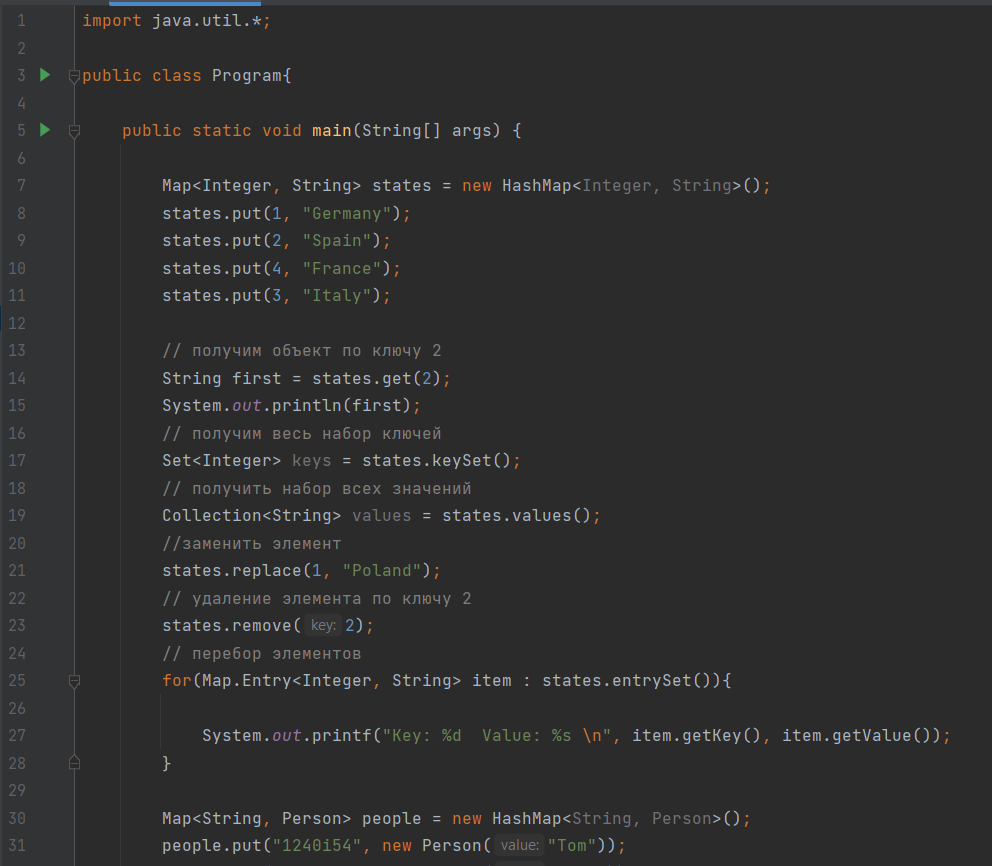 1 import java.util.*;
2
3 public class Program{
4
5 public static void main(String[] args) {
6
7 Map<Integer, String> states = new HashMap<Integer, String>();
8 states.put(1, "Germany");
9 states.put(2, "Spain");
10 states.put(4, "France");
11 states.put(3, "Italy");
12
13 // получим объект по ключу 2
14 String first = states.get(2);
15 System.out.println(first);
16 // получим весь набор ключей
17 Set<Integer> keys = states.keySet();
18 // получить набор всех значений
19 Collection<String> values = states.values();
20 //заменить элемент
21 states.replace(1, "Poland");
22 // удаление элемента по ключу 2
23 states.remove( key: 2);
24 // перебор элементов
25 for(Map.Entry<Integer, String> item : states.entrySet()){
26
27 System.out.printf("Key: %d  Value: %s \n", item.getKey(), item.getValue());
28 }
29
30 Map<String, Person> people = new HashMap<String, Person>();
31 people.put("1240i54", new Person( value: "Tom"));